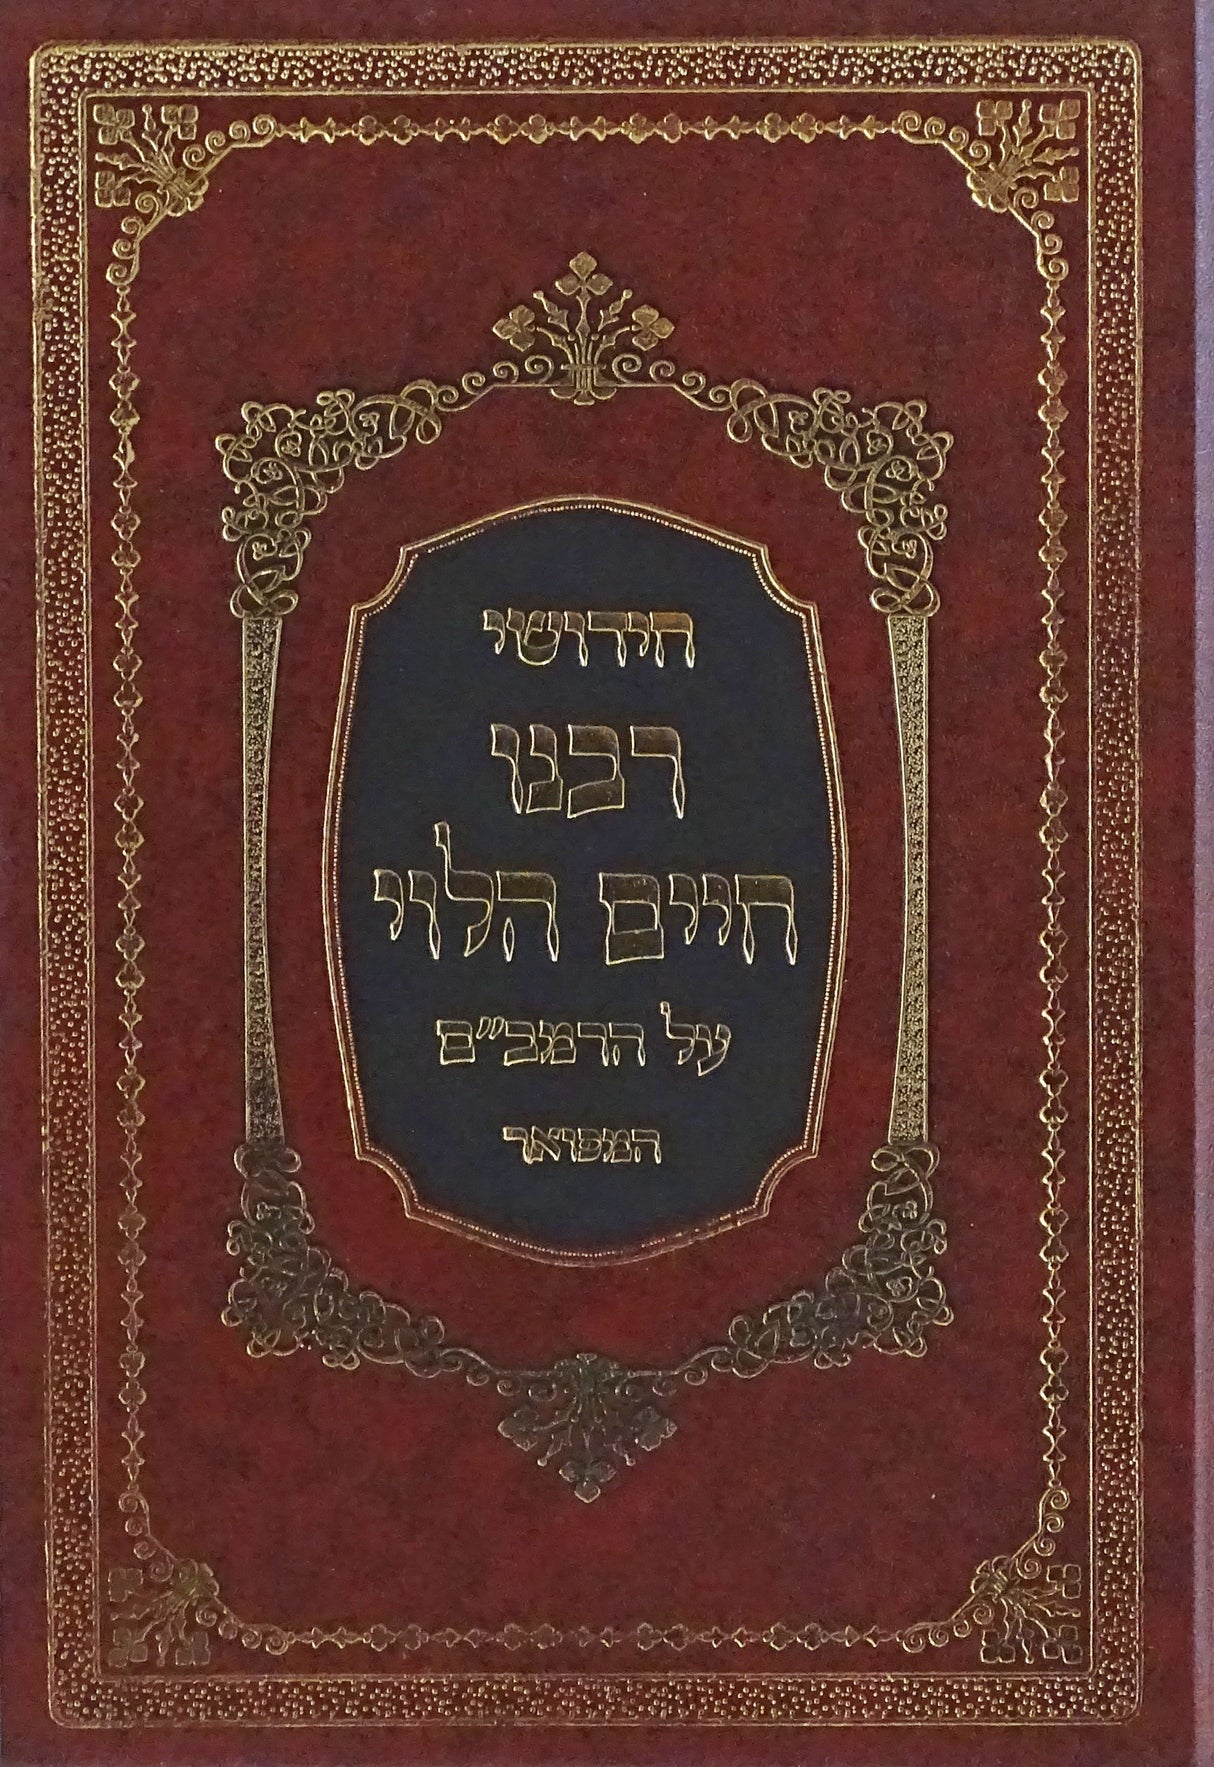 חידושי
רבנו
חיים הלוי
על הרמב״ם
המפואר